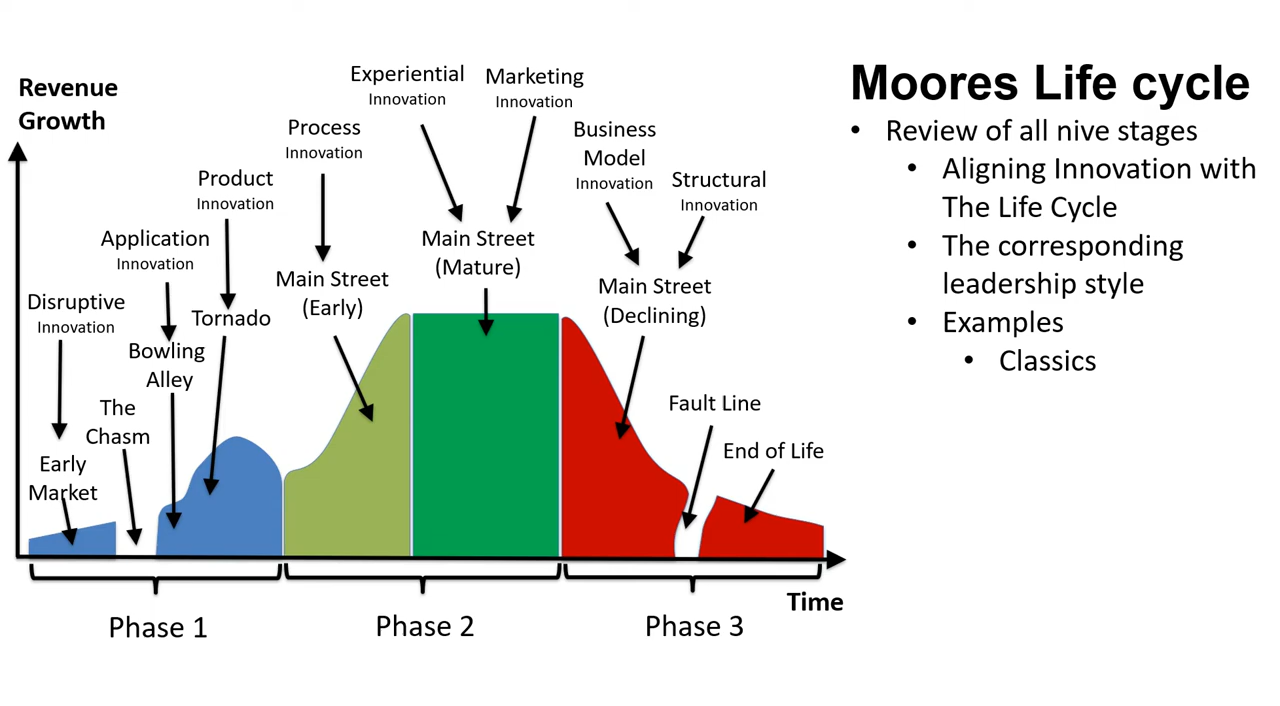 Revenue
Growth
Experiential
Innovation
Marketing
Innovation
Process
Innovation
Business
Model
Innovation
Structural
Innovation
Product
Innovation
Application
Innovation
Disruptive
Innovation
Main Street
(Early)
Main Street
(Mature)
Main Street
(Declining)
Tornado
Bowling
Alley
The
Chasm
Early
Market
Fault Line
End of Life
Time
Phase 1
Phase 2
Phase 3
Moores Life cycle
• Review of all nive stages
• Aligning Innovation with
The Life Cycle
• The corresponding
leadership style
• Examples
• Classics